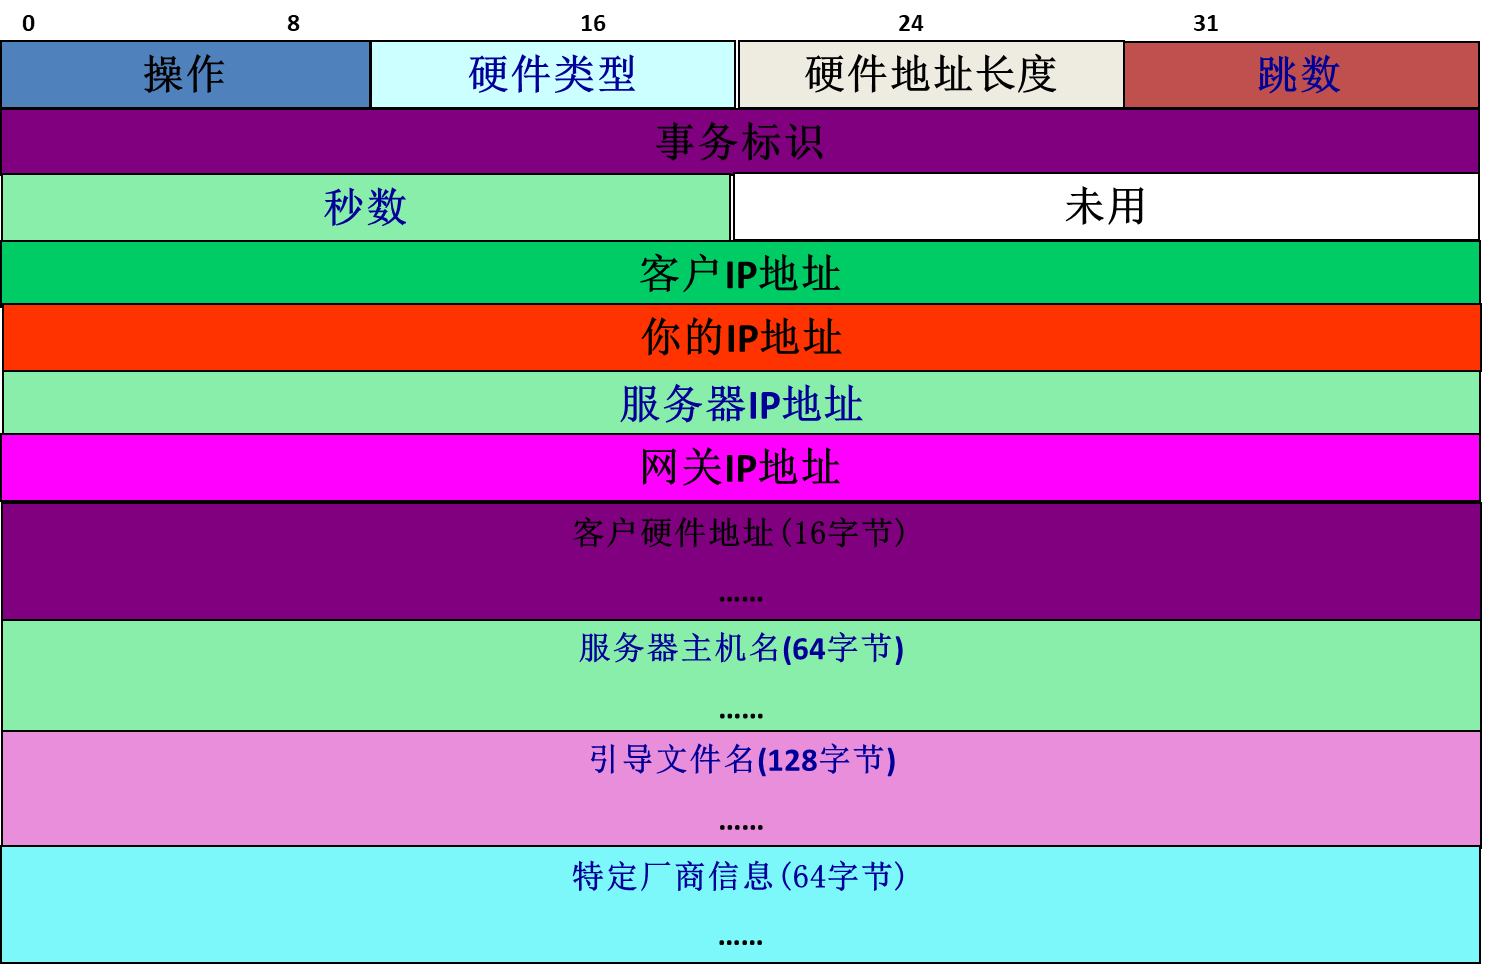 0 8 16 24 31
操作 硬件类型 硬件地址长度 跳数
事务标识
秒数 未用
客户IP地址
你的IP地址
服务器IP地址
网关IP地址
客户硬件地址(16字节)
……
服务器主机名(64字节)
……
引导文件名(128字节)
……
特定厂商信息(64字节)
……